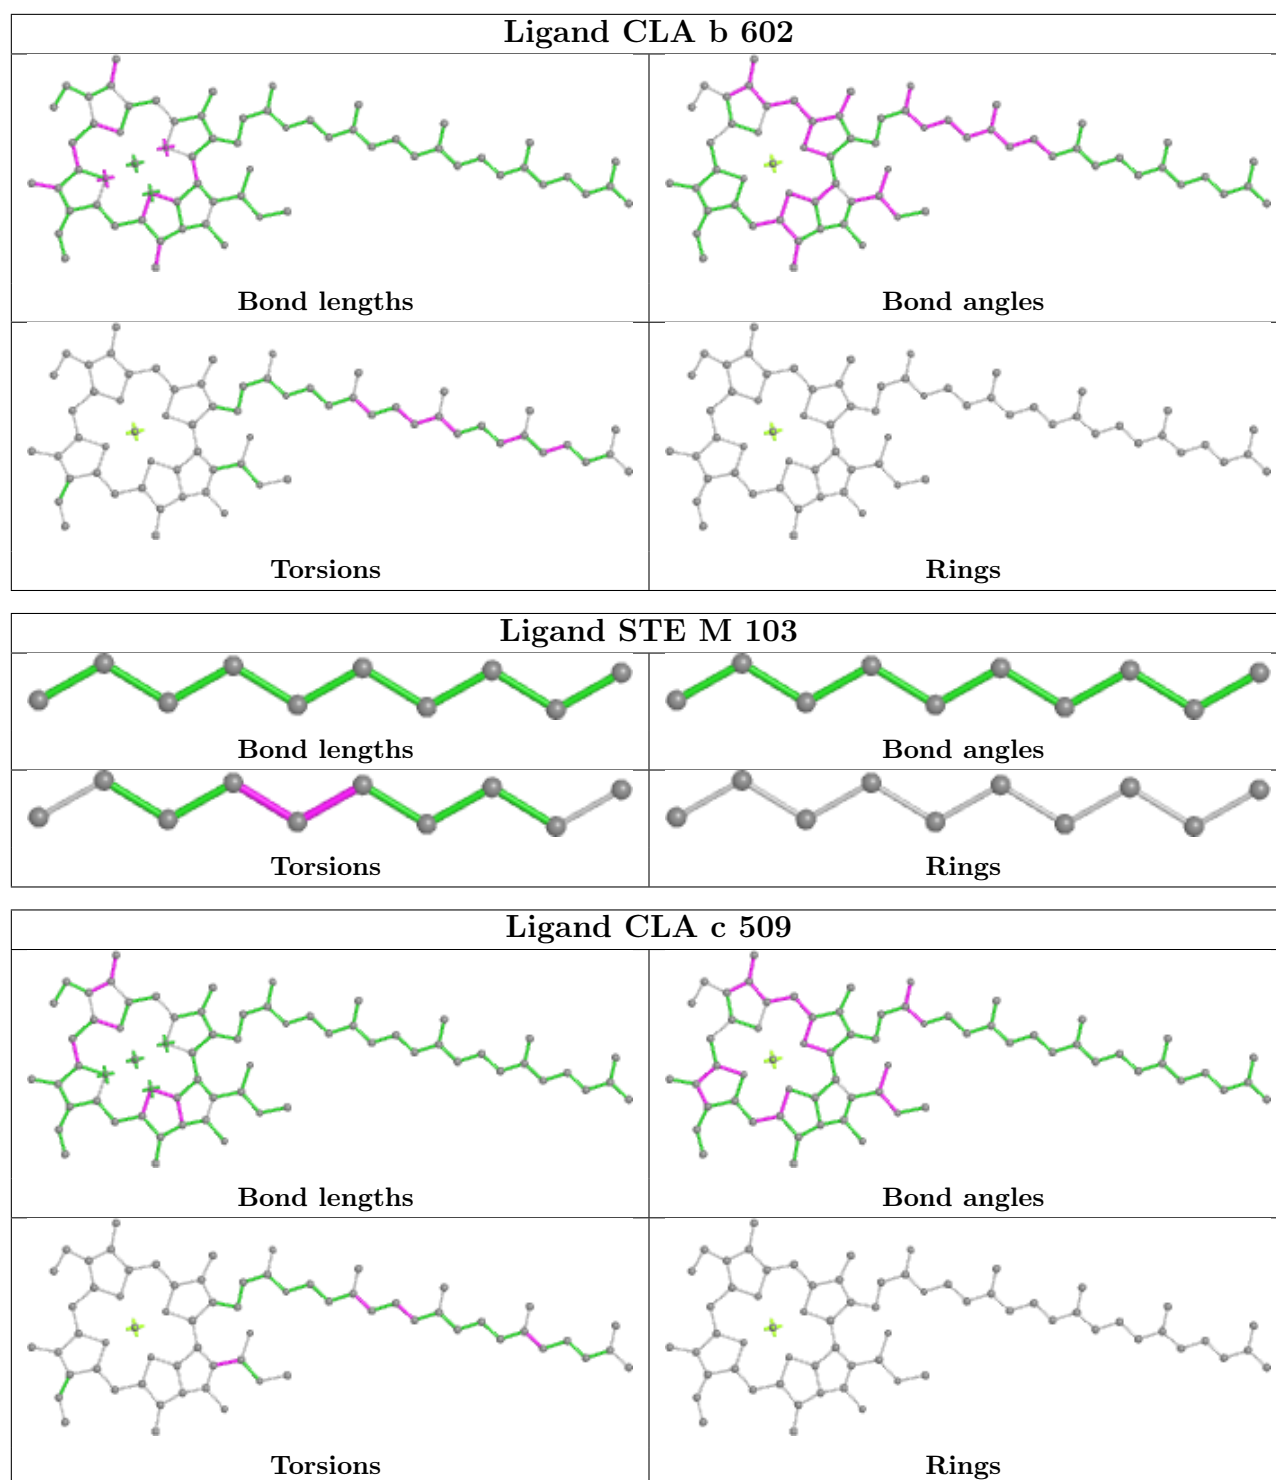 Ligand CLA b 602
Bond lengths
Bond angles
Torsions
Rings
Ligand STE M 103
Bond lengths
Bond angles
Torsions
Rings
Ligand CLA c 509
Bond lengths
Bond angles
Torsions
Rings